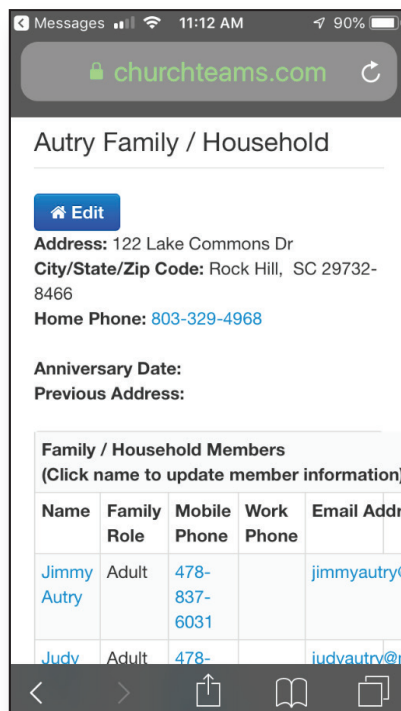 Messages 11:12 AM 90%
churchteams.com
Autry Family / Household
Edit
Address: 122 Lake Commons Dr
City/State/Zip Code: Rock Hill, SC 29732-
8466
Home Phone: 803-329-4968
Anniversary Date:
Previous Address:
Family / Household Members
(Click name to update member information)
Name Family Role Mobile Phone Work Phone Email Addr
Jimmy Autry Adult 478-837-6031 jimmyautry@
Judy Adult 478- judyautry@